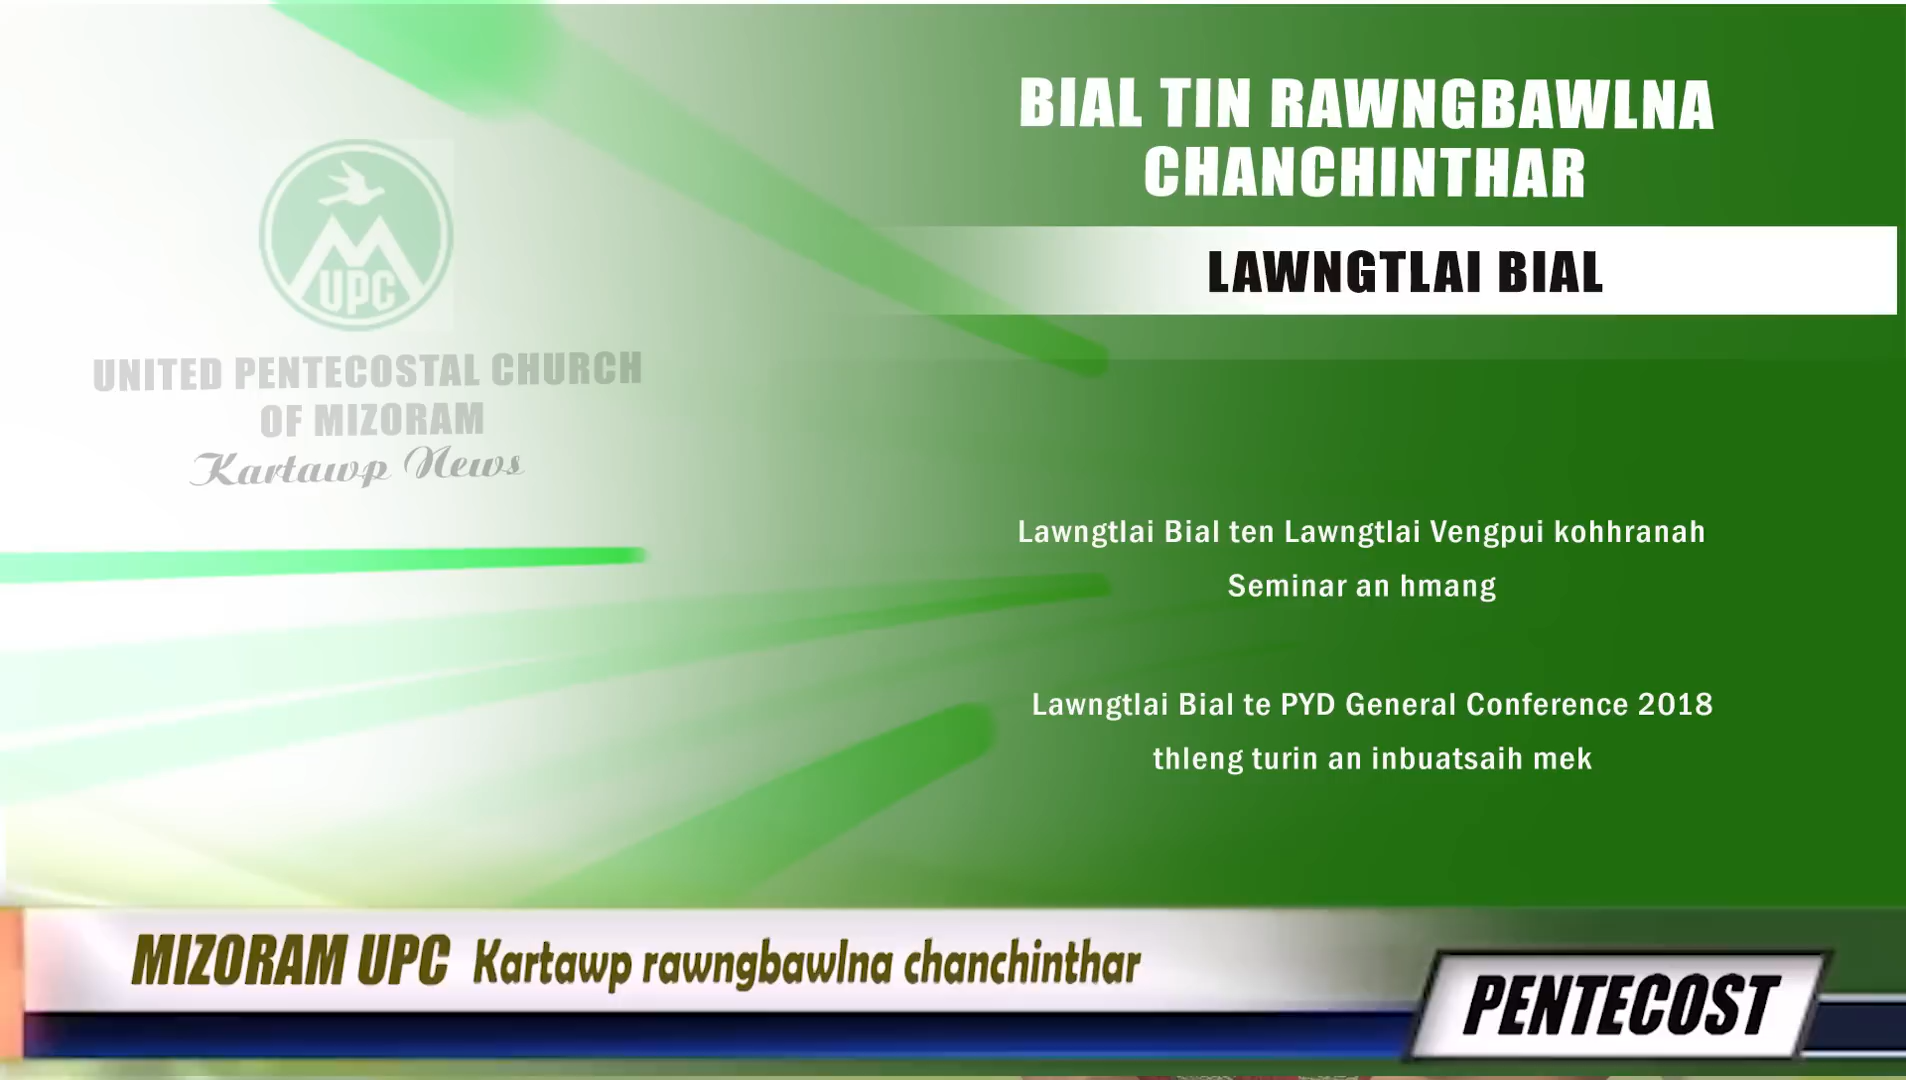 BIAL TIN RAWNGBAWLNA
CHANCHINTHAR
LAWNGTLAI BIAL
UPC
UNITED PENTECOSTAL CHURCH
OF MIZORAM
Kartawp News
Lawngtlai Bial ten Lawngtlai Vengpui kohhranah
Seminar an hmang
Lawngtlai Bial te PYD General Conference 2018
thleng turin an inbuatsaih mek
MIZORAM UPC Kartawp rawngbawlna chanchinthar
PENTECOST